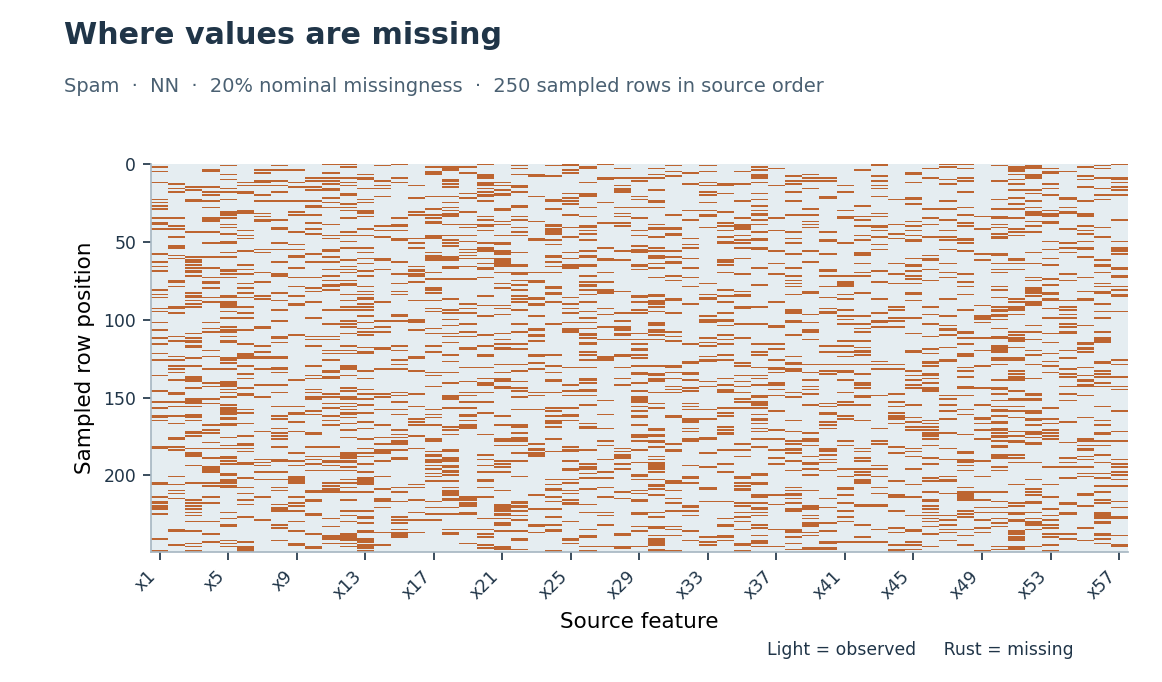 Where values are missing
Spam · NN · 20% nominal missingness · 250 sampled rows in source order
0
50
100
150
200
Sampled row position
x1 x5 x9 x13 x17 x21 x25 x29 x33 x37 x41 x45 x49 x53 x57
Source feature
Light = observed Rust = missing